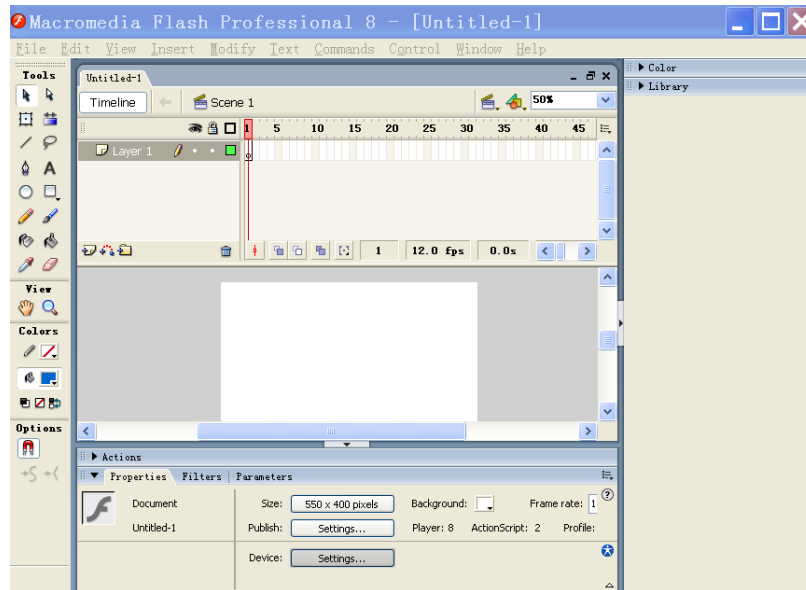 Macromedia Flash Professional 8 - [Untitled-1]
File Edit View Insert Modify Text Commands Control Window Help
Tools
Untitled-1
Color
Library
Timeline
Scene 1
50%
1 5 10 15 20 25 30 35 40 45
Layer 1
1 12.0 fps 0.0s
View
Colors
Options
Actions
Properties Filters Parameters
Document
Size: 550 x 400 pixels
Background:
Frame rate: 1
Untitled-1
Publish: Settings...
Player: 8 ActionScript: 2 Profile:
Device: Settings...